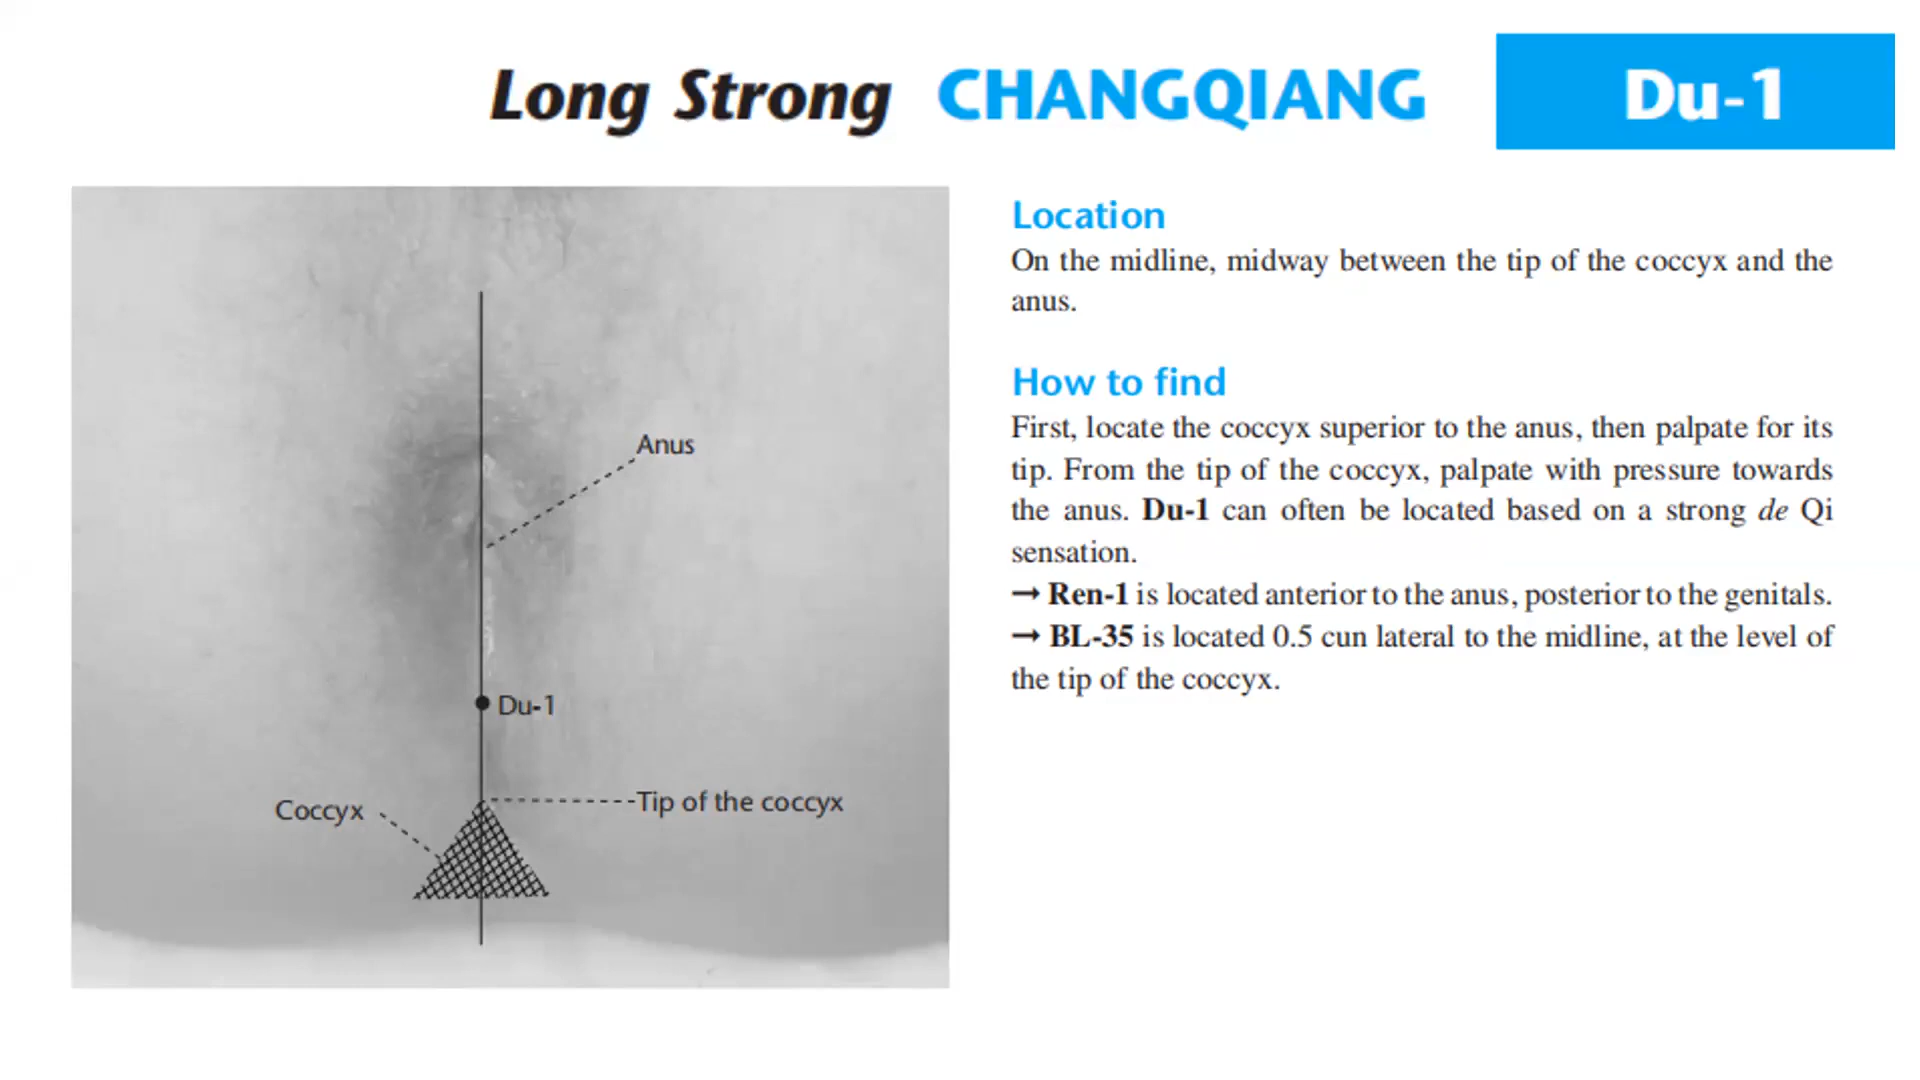 Long Strong CHANGQIANG Du-1
Location
On the midline, midway between the tip of the coccyx and the
anus.
How to find
First, locate the coccyx superior to the anus, then palpate for its
tip. From the tip of the coccyx, palpate with pressure towards
the anus. Du-1 can often be located based on a strong de Qi
sensation.
→ Ren-1 is located anterior to the anus, posterior to the genitals.
→ BL-35 is located 0.5 cun lateral to the midline, at the level of
the tip of the coccyx.
Anus
Du-1
Coccyx
Tip of the coccyx